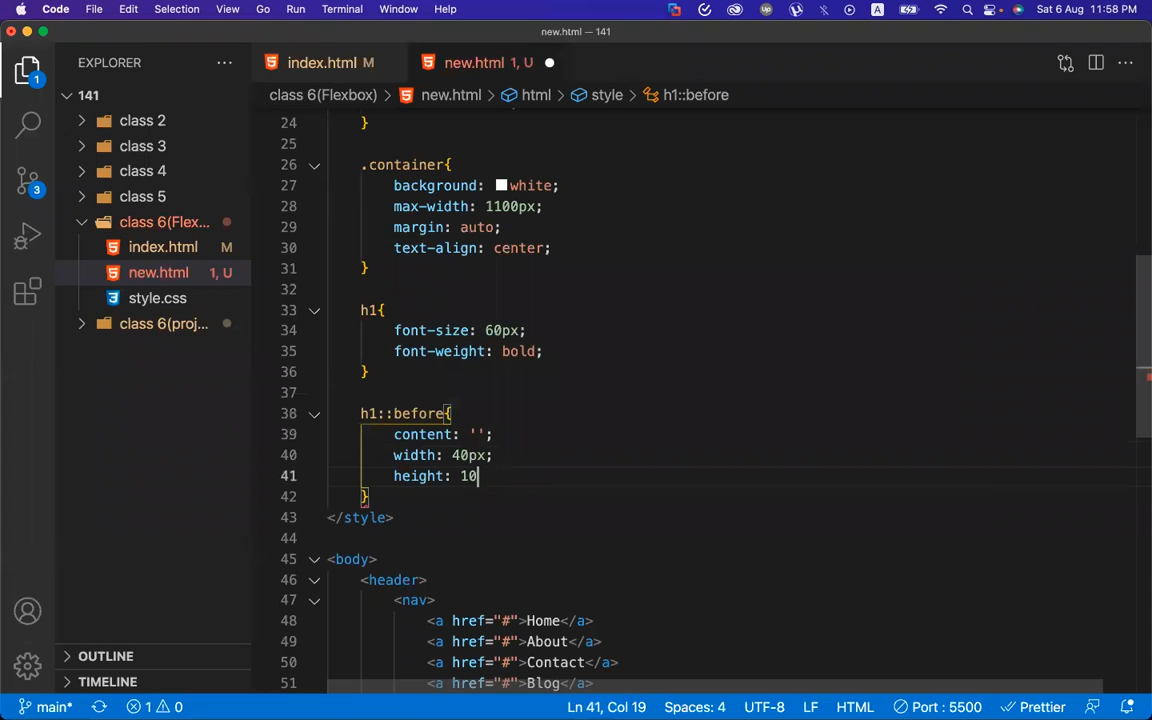 Code File Edit Selection View Go Run Terminal Window Help Up A Sat 6 Aug 11:58 PM
new.html — 141
EXPLORER
index.html M
new.html 1, U
class 6(Flexbox) > new.html > html > style > h1::before
141
class 2
class 3
class 4
class 5
class 6(Flex...
index.html M
new.html 1, U
style.css
class 6(proj...
OUTLINE
TIMELINE
1
3
24 }
25
26 .container{
27 background: white;
28 max-width: 1100px;
29 margin: auto;
30 text-align: center;
31 }
32
33 h1{
34 font-size: 60px;
35 font-weight: bold;
36 }
37
38 h1::before{
39 content: '';
40 width: 40px;
41 height: 10
42 }
43 </style>
44
45 <body>
46 <header>
47 <nav>
48 <a href="#">Home</a>
49 <a href="#">About</a>
50 <a href="#">Contact</a>
51 <a href="#">Blog</a>
main* 1 0 Ln 41, Col 19 Spaces: 4 UTF-8 LF HTML Port : 5500 Prettier